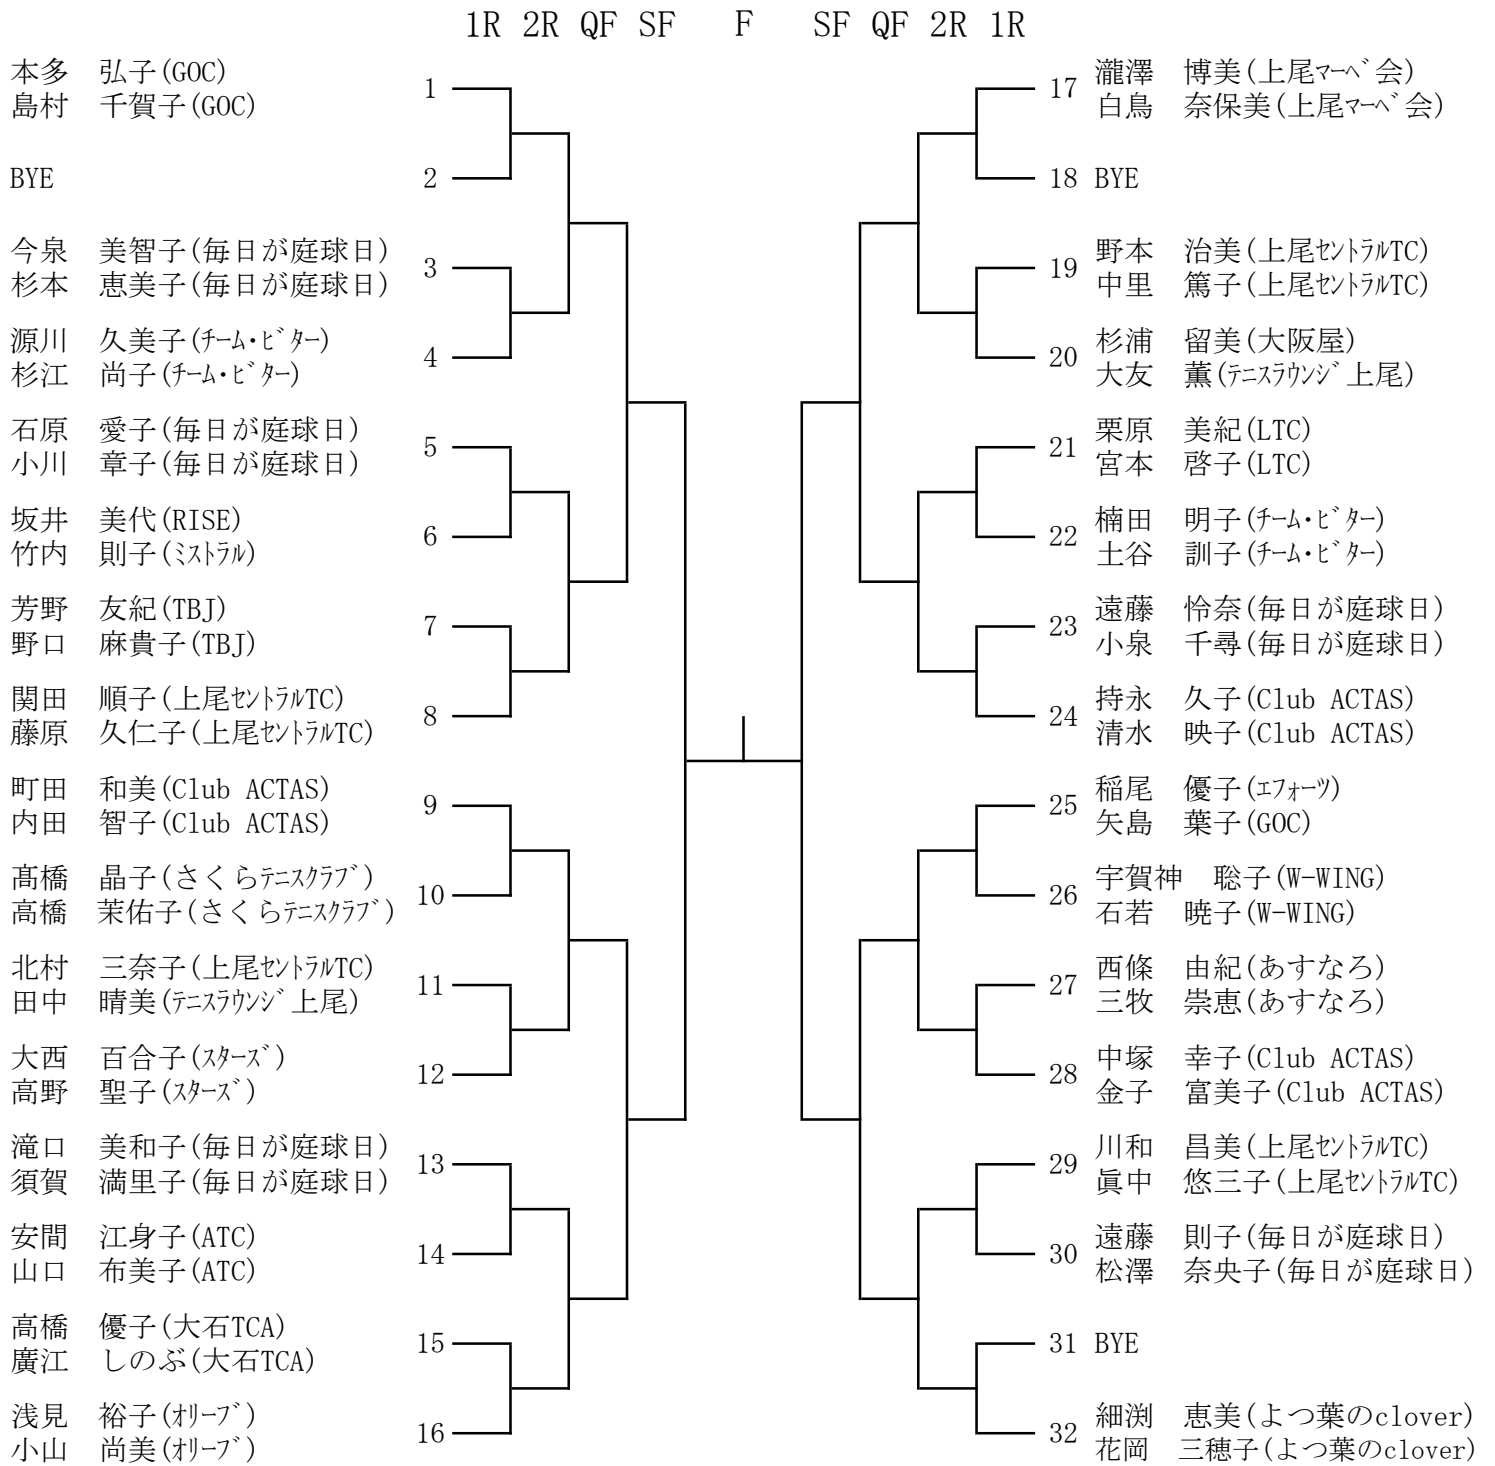 1R 2R QF SF F SF QF 2R 1R
本多 弘子(GOC)
島村 千賀子(GOC)
1
BYE
2
今泉 美智子(毎日が庭球日)
杉本 恵美子(毎日が庭球日)
3
源川 久美子(ﾁｰﾑ･ﾋﾞﾀｰ)
杉江 尚子(ﾁｰﾑ･ﾋﾞﾀｰ)
4
石原 愛子(毎日が庭球日)
小川 章子(毎日が庭球日)
5
坂井 美代(RISE)
竹内 則子(ﾐｽﾄﾗﾙ)
6
芳野 友紀(TBJ)
野口 麻貴子(TBJ)
7
関田 順子(上尾ｾﾝﾄﾗﾙTC)
藤原 久仁子(上尾ｾﾝﾄﾗﾙTC)
8
町田 和美(Club ACTAS)
内田 智子(Club ACTAS)
9
髙橋 晶子(さくらﾃﾆｽｸﾗﾌﾞ)
高橋 茉佑子(さくらﾃﾆｽｸﾗﾌﾞ)
10
北村 三奈子(上尾ｾﾝﾄﾗﾙTC)
田中 晴美(ﾃﾆｽﾗｳﾝｼﾞ上尾)
11
大西 百合子(ｽﾀｰｽﾞ)
高野 聖子(ｽﾀｰｽﾞ)
12
滝口 美和子(毎日が庭球日)
須賀 満里子(毎日が庭球日)
13
安間 江身子(ATC)
山口 布美子(ATC)
14
高橋 優子(大石TCA)
廣江 しのぶ(大石TCA)
15
浅見 裕子(ｵﾘｰﾌﾞ)
小山 尚美(ｵﾘｰﾌﾞ)
16
17
瀧澤 博美(上尾ﾏｰﾍﾞ会)
白鳥 奈保美(上尾ﾏｰﾍﾞ会)
18 BYE
19
野本 治美(上尾ｾﾝﾄﾗﾙTC)
中里 篤子(上尾ｾﾝﾄﾗﾙTC)
20
杉浦 留美(大阪屋)
大友 薫(ﾃﾆｽﾗｳﾝｼﾞ上尾)
21
栗原 美紀(LTC)
宮本 啓子(LTC)
22
楠田 明子(ﾁｰﾑ･ﾋﾞﾀｰ)
土谷 訓子(ﾁｰﾑ･ﾋﾞﾀｰ)
23
遠藤 怜奈(毎日が庭球日)
小泉 千尋(毎日が庭球日)
24
持永 久子(Club ACTAS)
清水 映子(Club ACTAS)
25
稲尾 優子(ｴﾌｫｰﾂ)
矢島 葉子(GOC)
26
宇賀神 聡子(W-WING)
石若 暁子(W-WING)
27
西條 由紀(あすなろ)
三牧 崇恵(あすなろ)
28
中塚 幸子(Club ACTAS)
金子 富美子(Club ACTAS)
29
川和 昌美(上尾ｾﾝﾄﾗﾙTC)
眞中 悠三子(上尾ｾﾝﾄﾗﾙTC)
30
遠藤 則子(毎日が庭球日)
松澤 奈央子(毎日が庭球日)
31 BYE
32
細渕 恵美(よつ葉のclover)
花岡 三穂子(よつ葉のclover)